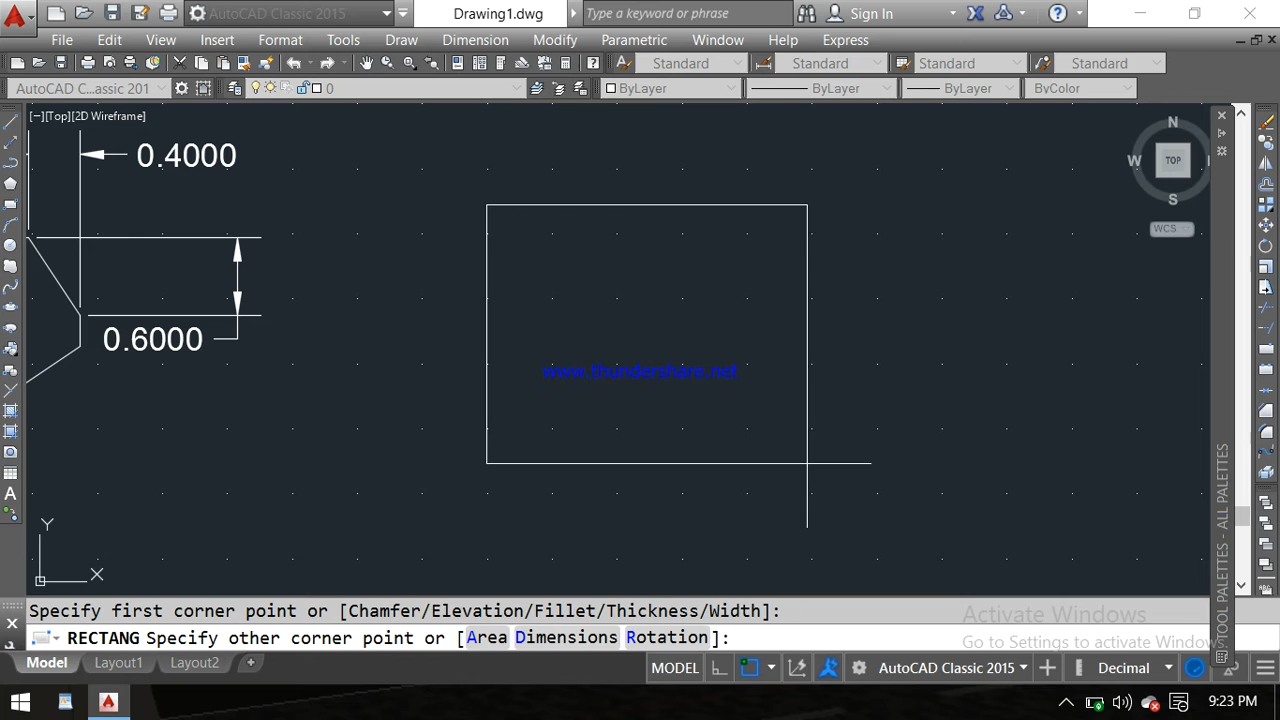 AutoCAD Classic 2015
Drawing1.dwg
Type a keyword or phrase
Sign In
File Edit View Insert Format Tools Draw Dimension Modify Parametric Window Help Express
Standard Standard Standard Standard
AutoCAD C...assic 201
0
ByLayer ByLayer ByLayer ByColor
[−][Top][2D Wireframe]
N
W TOP
S
WCS
0.4000
0.6000
www.thundershare.net
Y
X
TOOL PALETTES - ALL PALETTES
Specify first corner point or [Chamfer/Elevation/Fillet/Thickness/Width]:
RECTANG Specify other corner point or [Area Dimensions Rotation]:
Activate Windows
Go to Settings to activate Windows.
Model Layout1 Layout2 +
MODEL
AutoCAD Classic 2015
Decimal
9:23 PM